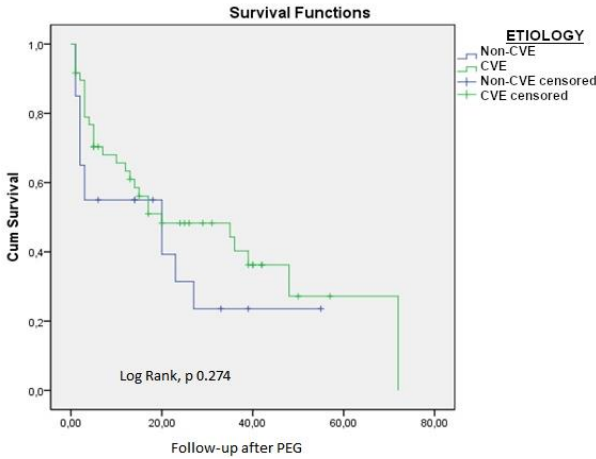 Survival Functions
ETIOLOGY
Non-CVE
CVE
Non-CVE censored
CVE censored
Cum Survival
1,0
0,8
0,6
0,4
0,2
0,0
Log Rank, p 0.274
0,00 20,00 40,00 60,00 80,00
Follow-up after PEG